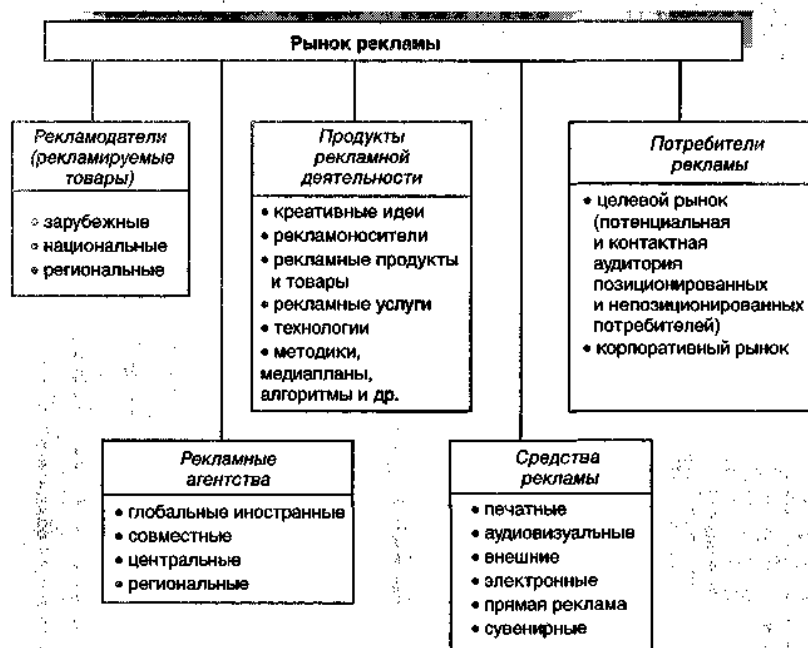 Рынок рекламы
Рекламодатели
(рекламируемые
товары)
• зарубежные
• национальные
• региональные
Продукты
рекламной
деятельности
• креативные идеи
• рекламоносители
• рекламные продукты
и товары
• рекламные услуги
• технологии
• методики,
медиапланы,
алгоритмы и др.
Потребители
рекламы
• целевой рынок
(потенциальная
и контактная
аудитория
позиционированных
и непозиционированных
потребителей)
• корпоративный рынок
Рекламные
агентства
• глобальные иностранные
• совместные
• центральные
• региональные
Средства
рекламы
• печатные
• аудиовизуальные
• внешние
• электронные
• прямая реклама
• сувенирные